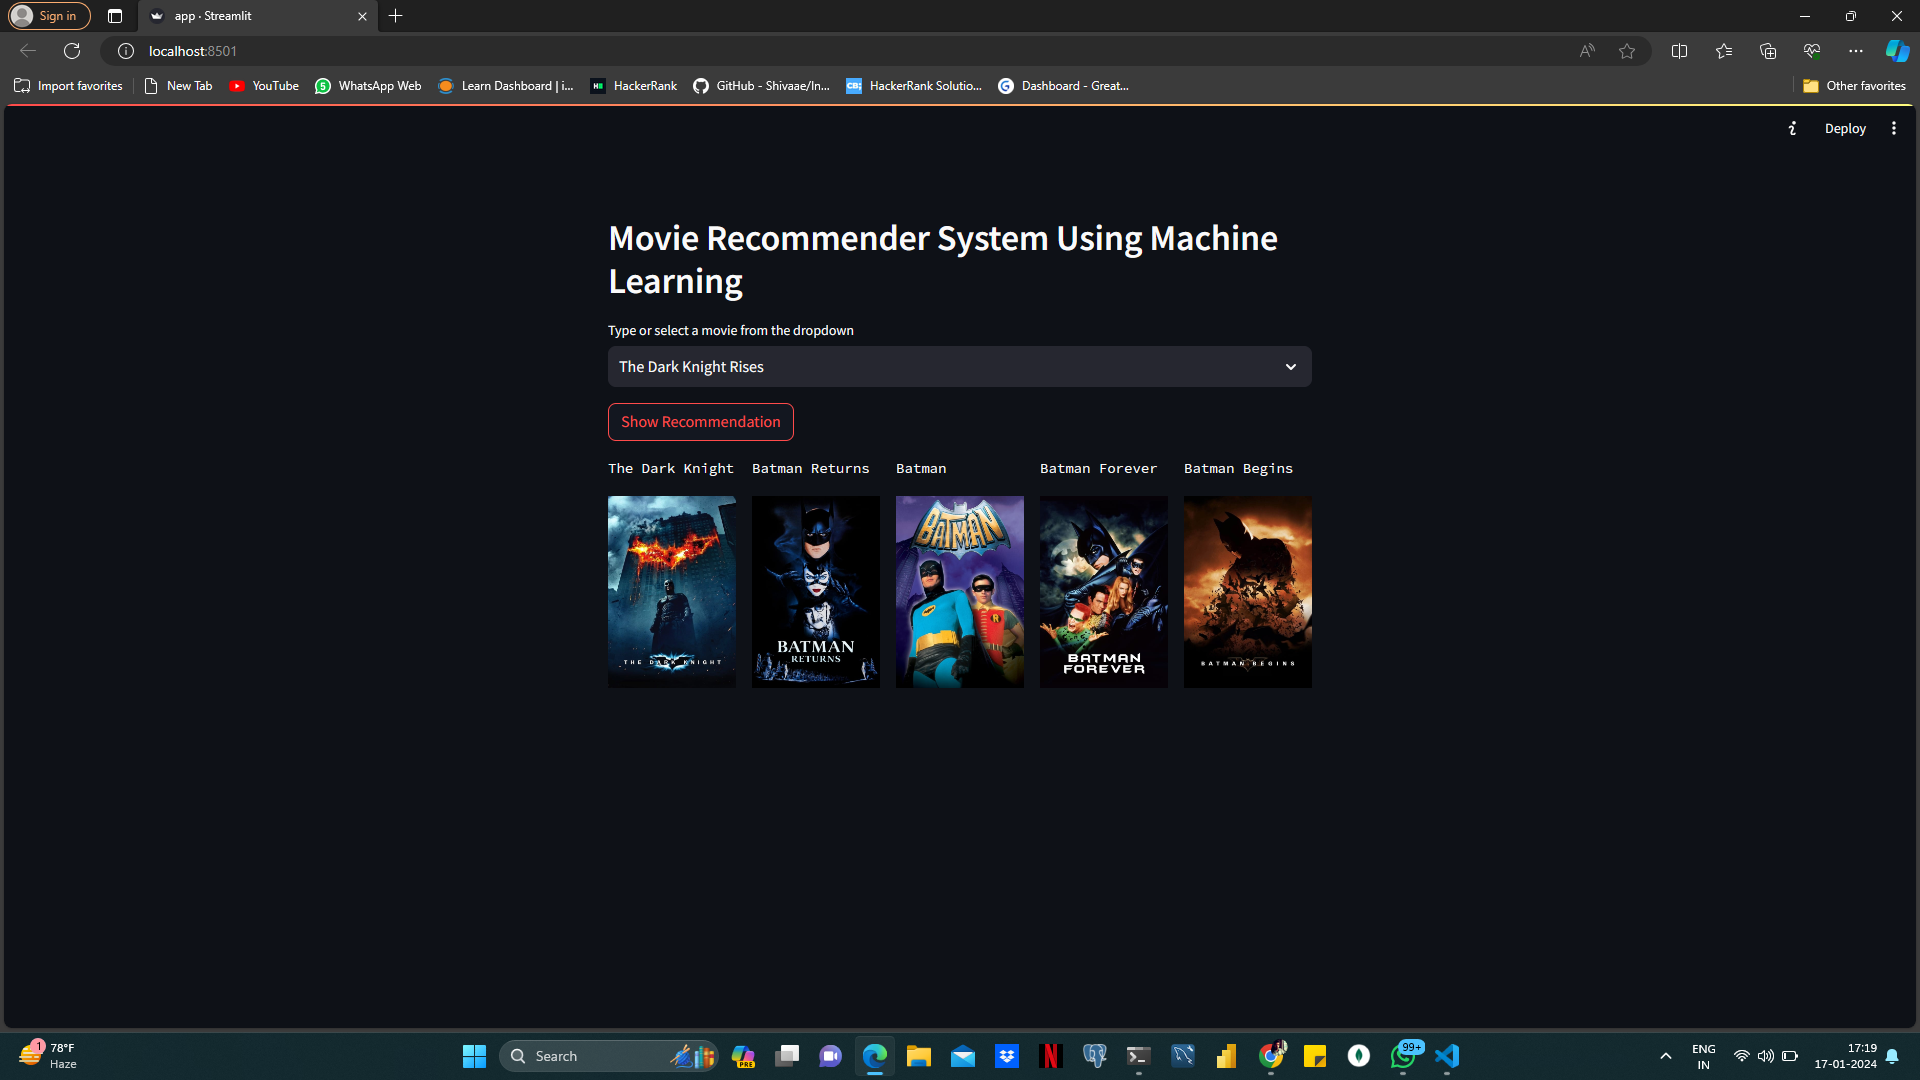 Sign in
app · Streamlit
localhost:8501
Import favorites
New Tab
YouTube
WhatsApp Web
Learn Dashboard | i...
HackerRank
GitHub - Shivaae/In...
HackerRank Solutio...
Dashboard - Great...
Other favorites
Deploy
Movie Recommender System Using Machine
Learning
Type or select a movie from the dropdown
The Dark Knight Rises
Show Recommendation
The Dark Knight
Batman Returns
Batman
Batman Forever
Batman Begins
THE DARK KNIGHT
BATMAN
RETURNS
BATMAN
R
BATMAN
FOREVER
BATMAN BEGINS
1
78°F
Haze
Search
PRE
99+
ENG
IN
17:19
17-01-2024